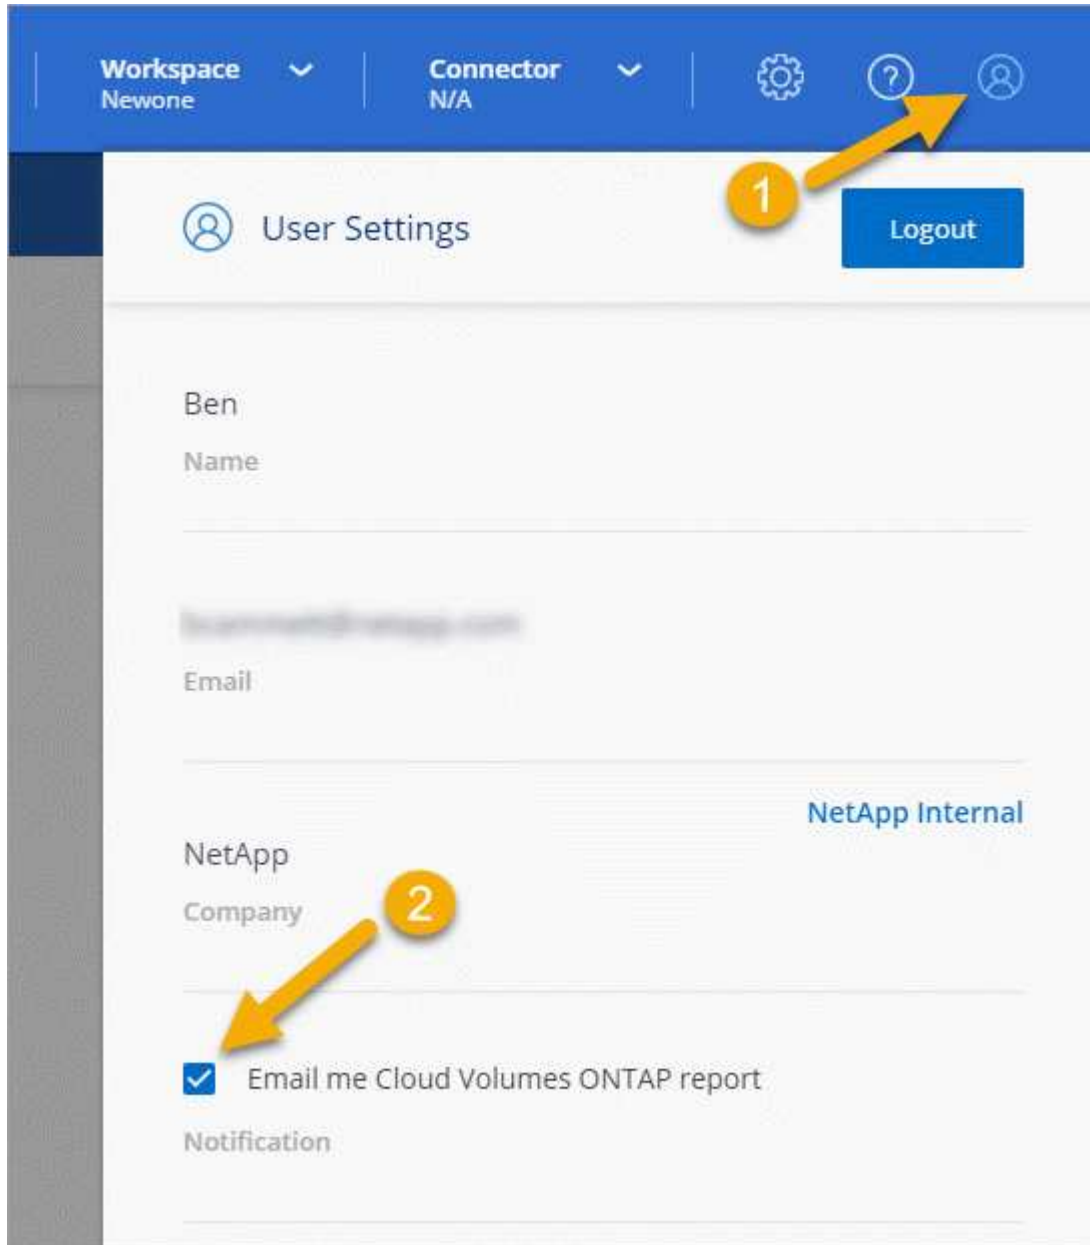 Workspace
Newone
Connector
N/A
1
User Settings
Logout
Ben
Name
Email
NetApp Internal
NetApp
Company
2
Email me Cloud Volumes ONTAP report
Notification